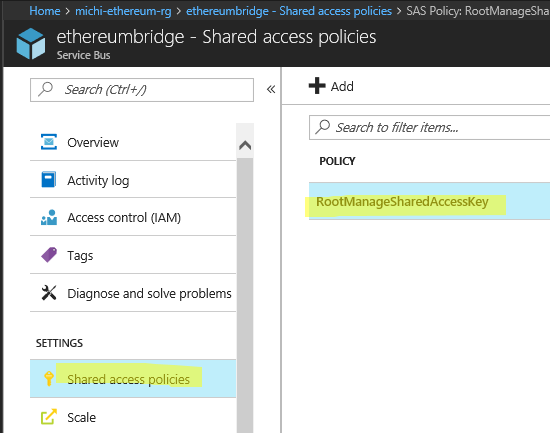 Home > michi-ethereum-rg > ethereumbridge - Shared access policies > SAS Policy: RootManageSha
ethereumbridge - Shared access policies
Service Bus
Search (Ctrl+/)
«
Overview
Activity log
Access control (IAM)
Tags
Diagnose and solve problems
SETTINGS
Shared access policies
Scale
Add
Search to filter items...
POLICY
RootManageSharedAccessKey